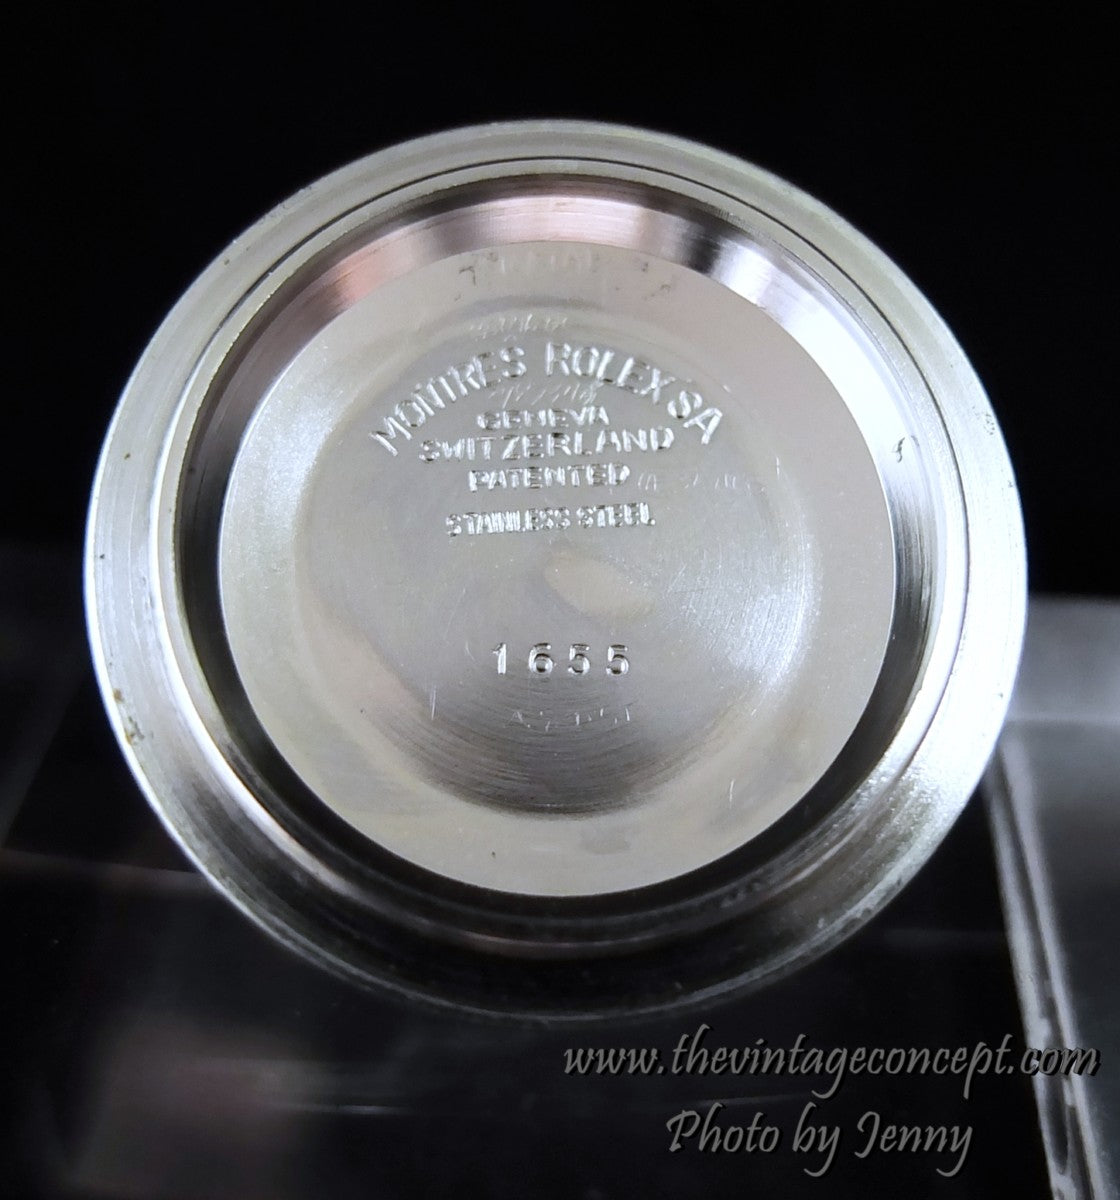 MONTRES ROLEX SA
GENEVA
SWITZERLAND
PATENTED
STAINLESS STEEL
1655
www.thevintageconcept.com
Photo by Jenny